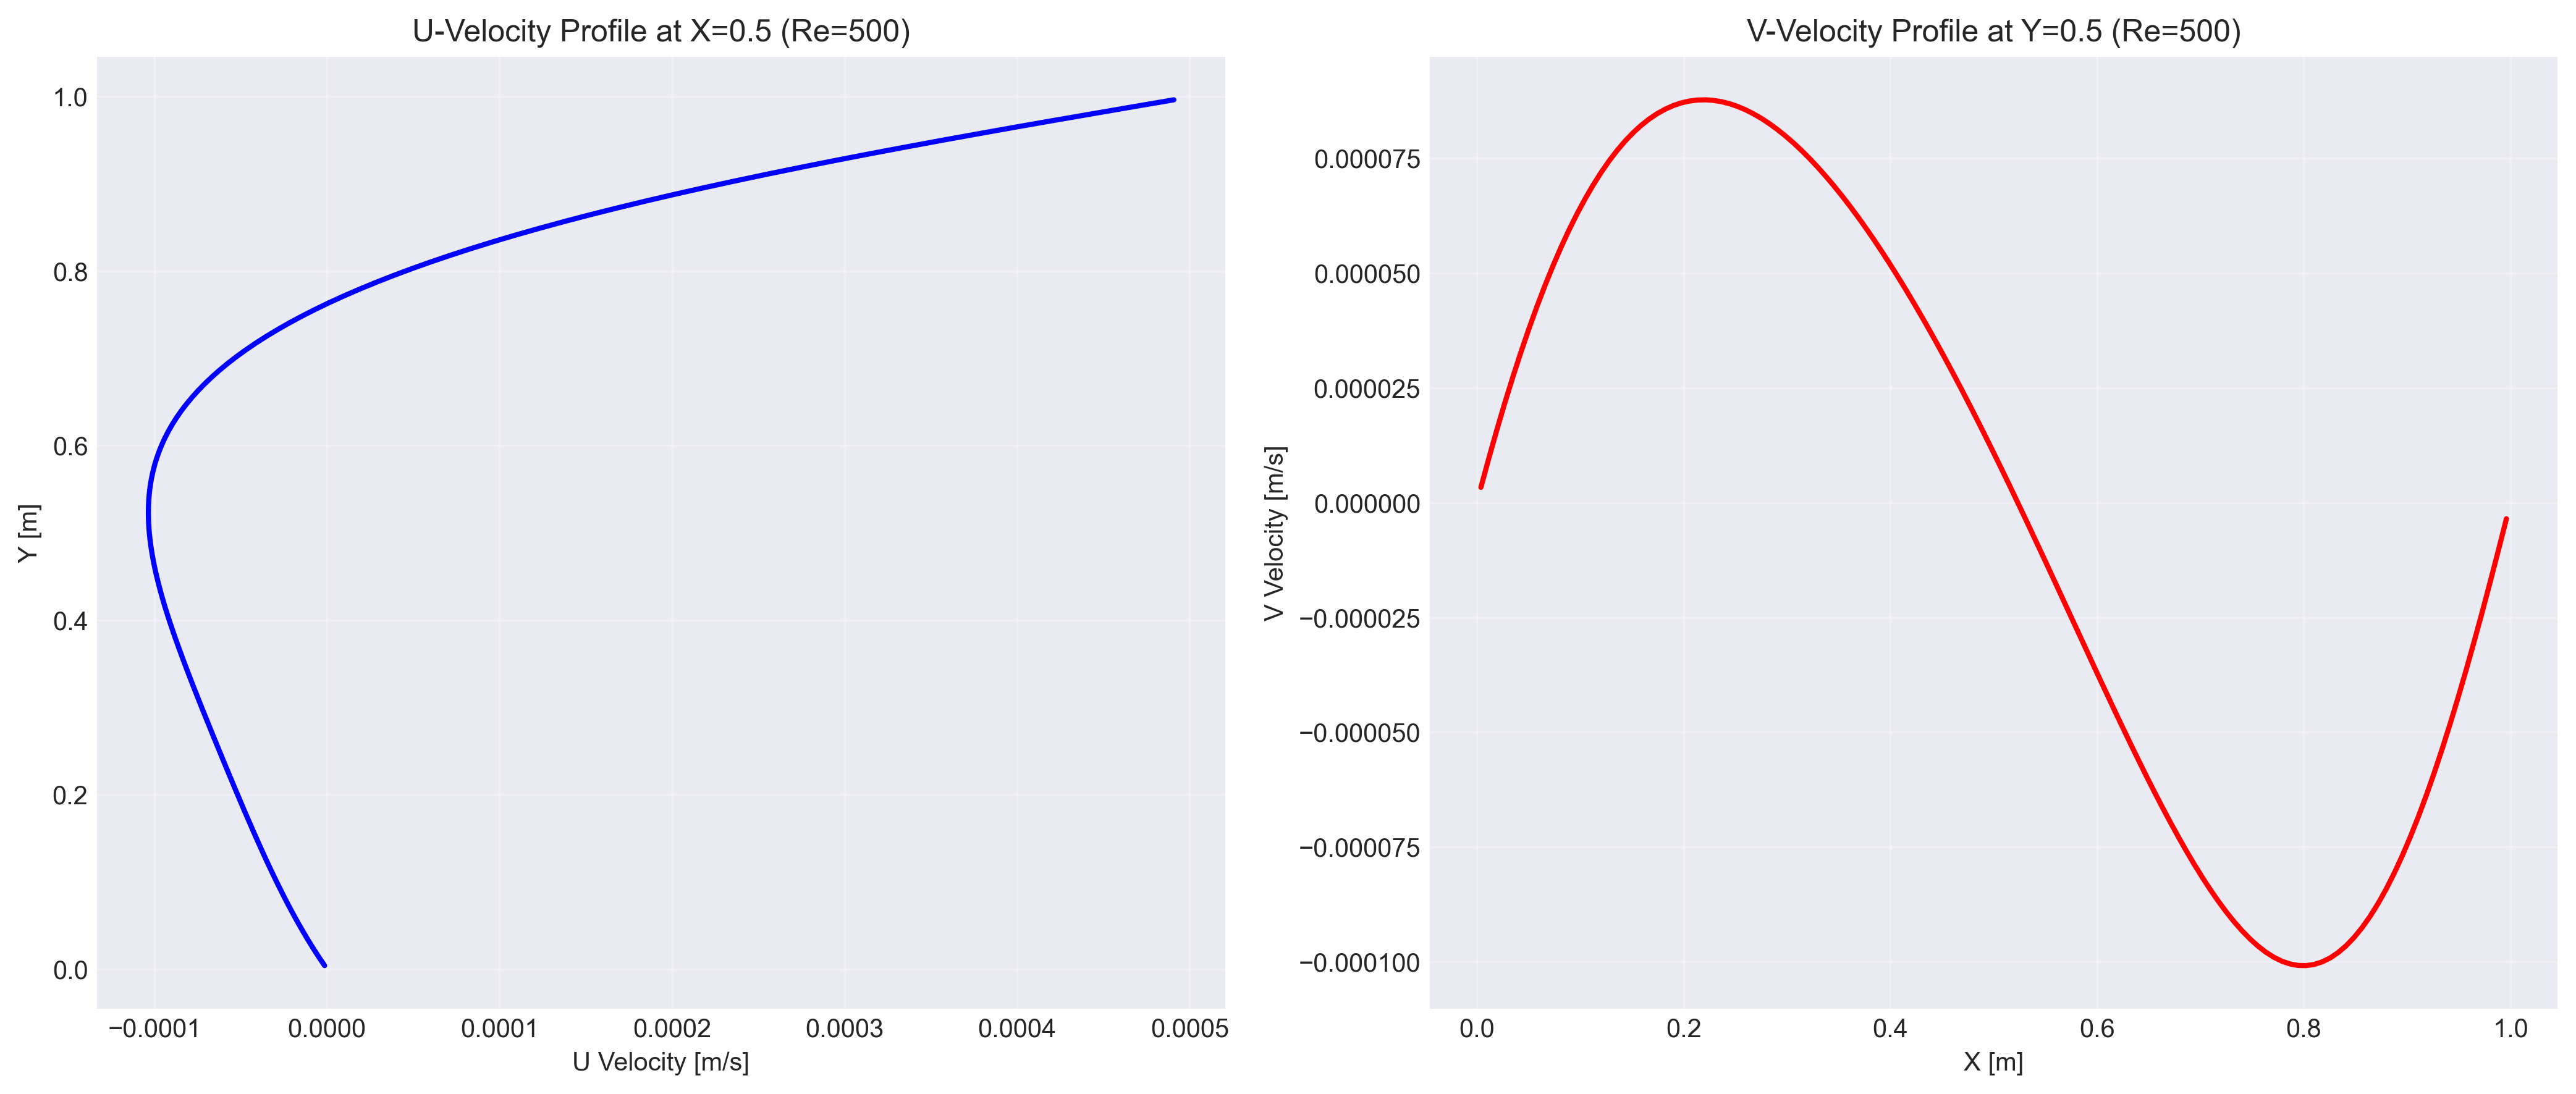 U-Velocity Profile at X=0.5 (Re=500)
1.0
0.8
0.6
0.4
0.2
0.0
Y [m]
−0.0001 0.0000 0.0001 0.0002 0.0003 0.0004 0.0005
U Velocity [m/s]
V-Velocity Profile at Y=0.5 (Re=500)
0.000075
0.000050
0.000025
0.000000
−0.000025
−0.000050
−0.000075
−0.000100
V Velocity [m/s]
0.0 0.2 0.4 0.6 0.8 1.0
X [m]